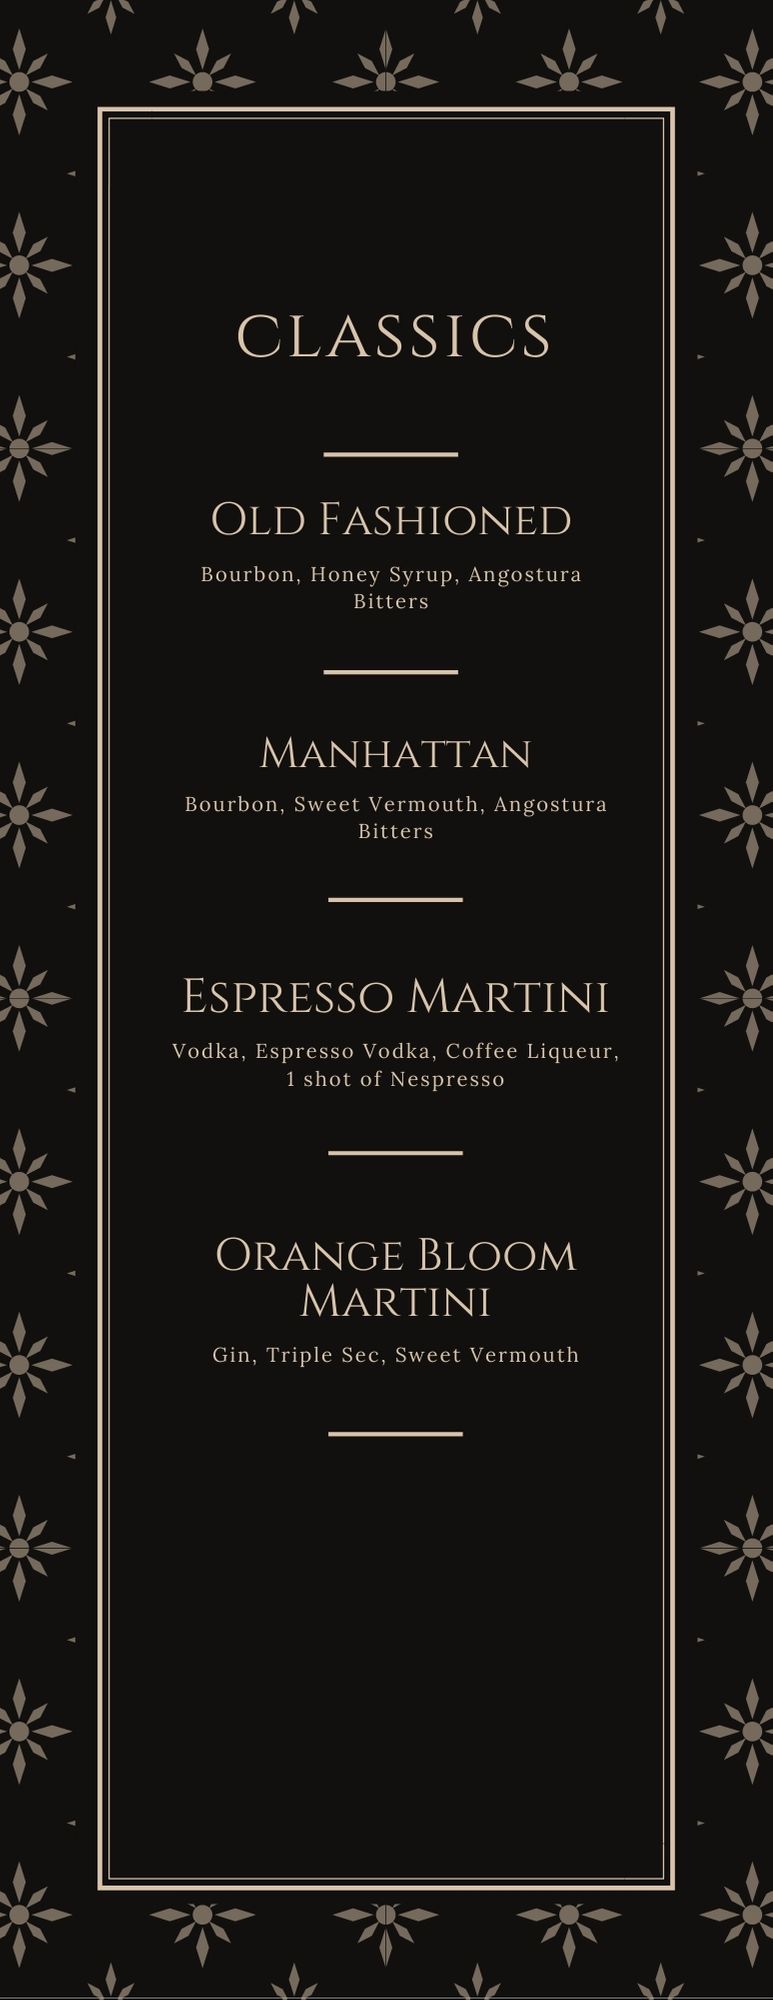 CLASSICS
Old Fashioned
Bourbon, Honey Syrup, Angostura
Bitters
Manhattan
Bourbon, Sweet Vermouth, Angostura
Bitters
Espresso Martini
Vodka, Espresso Vodka, Coffee Liqueur,
1 shot of Nespresso
Orange Bloom
Martini
Gin, Triple Sec, Sweet Vermouth